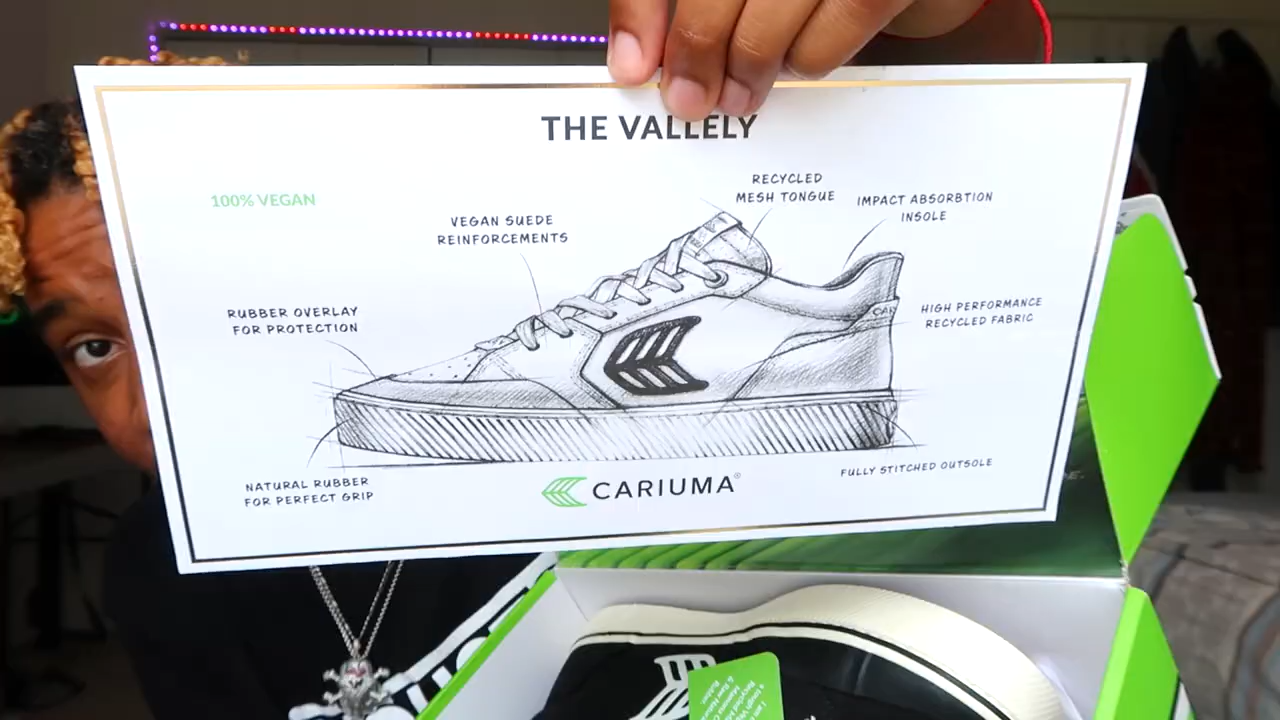 THE VALLELY
100% VEGAN
RECYCLED
MESH TONGUE
IMPACT ABSORBTION
INSOLE
VEGAN SUEDE
REINFORCEMENTS
RUBBER OVERLAY
FOR PROTECTION
HIGH PERFORMANCE
RECYCLED FABRIC
CAR
NATURAL RUBBER
FOR PERFECT GRIP
CARIUMA®
FULLY STITCHED OUTSOLE